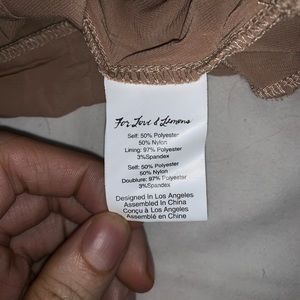 For Love & Lemons
Self: 50% Polyester
50% Nylon
Lining: 97% Polyester
3%Spandex
Self: 50% Polyester
50% Nylon
Doublure: 97% Polyester
3%Spandex
Designed in Los Angeles
Assembled In China
Conçu à Los Angeles
Assemblé en Chine